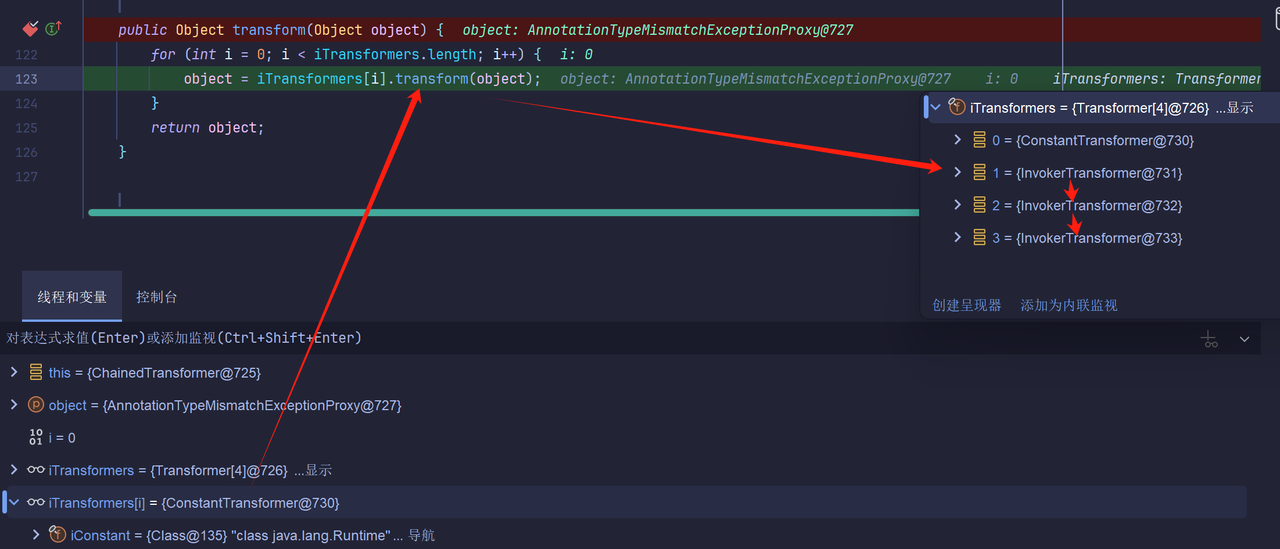 public Object transform(Object object) { object: AnnotationTypeMismatchExceptionProxy@727
122 for (int i = 0; i < iTransformers.length; i++) { i: 0
123 object = iTransformers[i].transform(object); object: AnnotationTypeMismatchExceptionProxy@727 i: 0 iTransformers: Transformer
124 }
125 return object;
126 }
127
iTransformers = {Transformer[4]@726} ...显示
0 = {ConstantTransformer@730}
1 = {InvokerTransformer@731}
2 = {InvokerTransformer@732}
3 = {InvokerTransformer@733}
创建呈现器 添加为内联监视
线程和变量 控制台
对表达式求值(Enter)或添加监视(Ctrl+Shift+Enter)
this = {ChainedTransformer@725}
object = {AnnotationTypeMismatchExceptionProxy@727}
i = 0
iTransformers = {Transformer[4]@726} ...显示
iTransformers[i] = {ConstantTransformer@730}
iConstant = {Class@135} "class java.lang.Runtime"... 导航